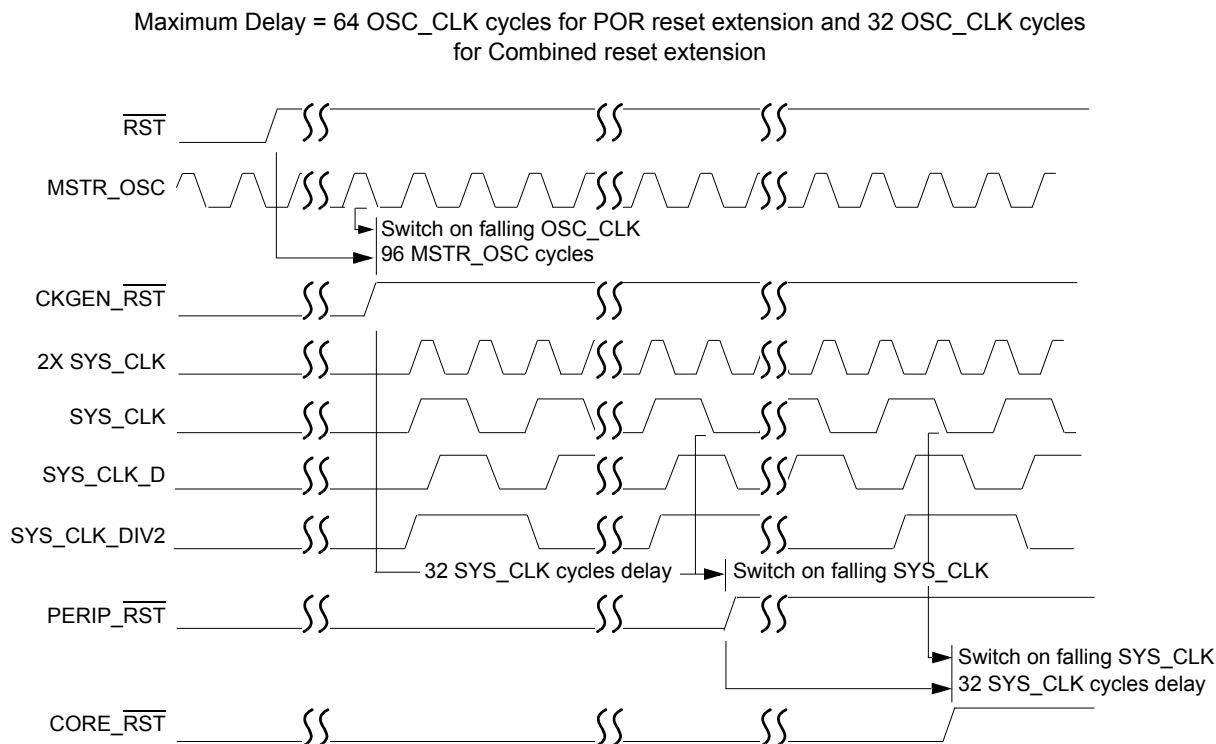 Maximum Delay = 64 OSC_CLK cycles for POR reset extension and 32 OSC_CLK cycles
for Combined reset extension
RST
MSTR_OSC
Switch on falling OSC_CLK
96 MSTR_OSC cycles
CKGEN_RST
2X SYS_CLK
SYS_CLK
SYS_CLK_D
SYS_CLK_DIV2
32 SYS_CLK cycles delay
Switch on falling SYS_CLK
PERIP_RST
Switch on falling SYS_CLK
32 SYS_CLK cycles delay
CORE_RST